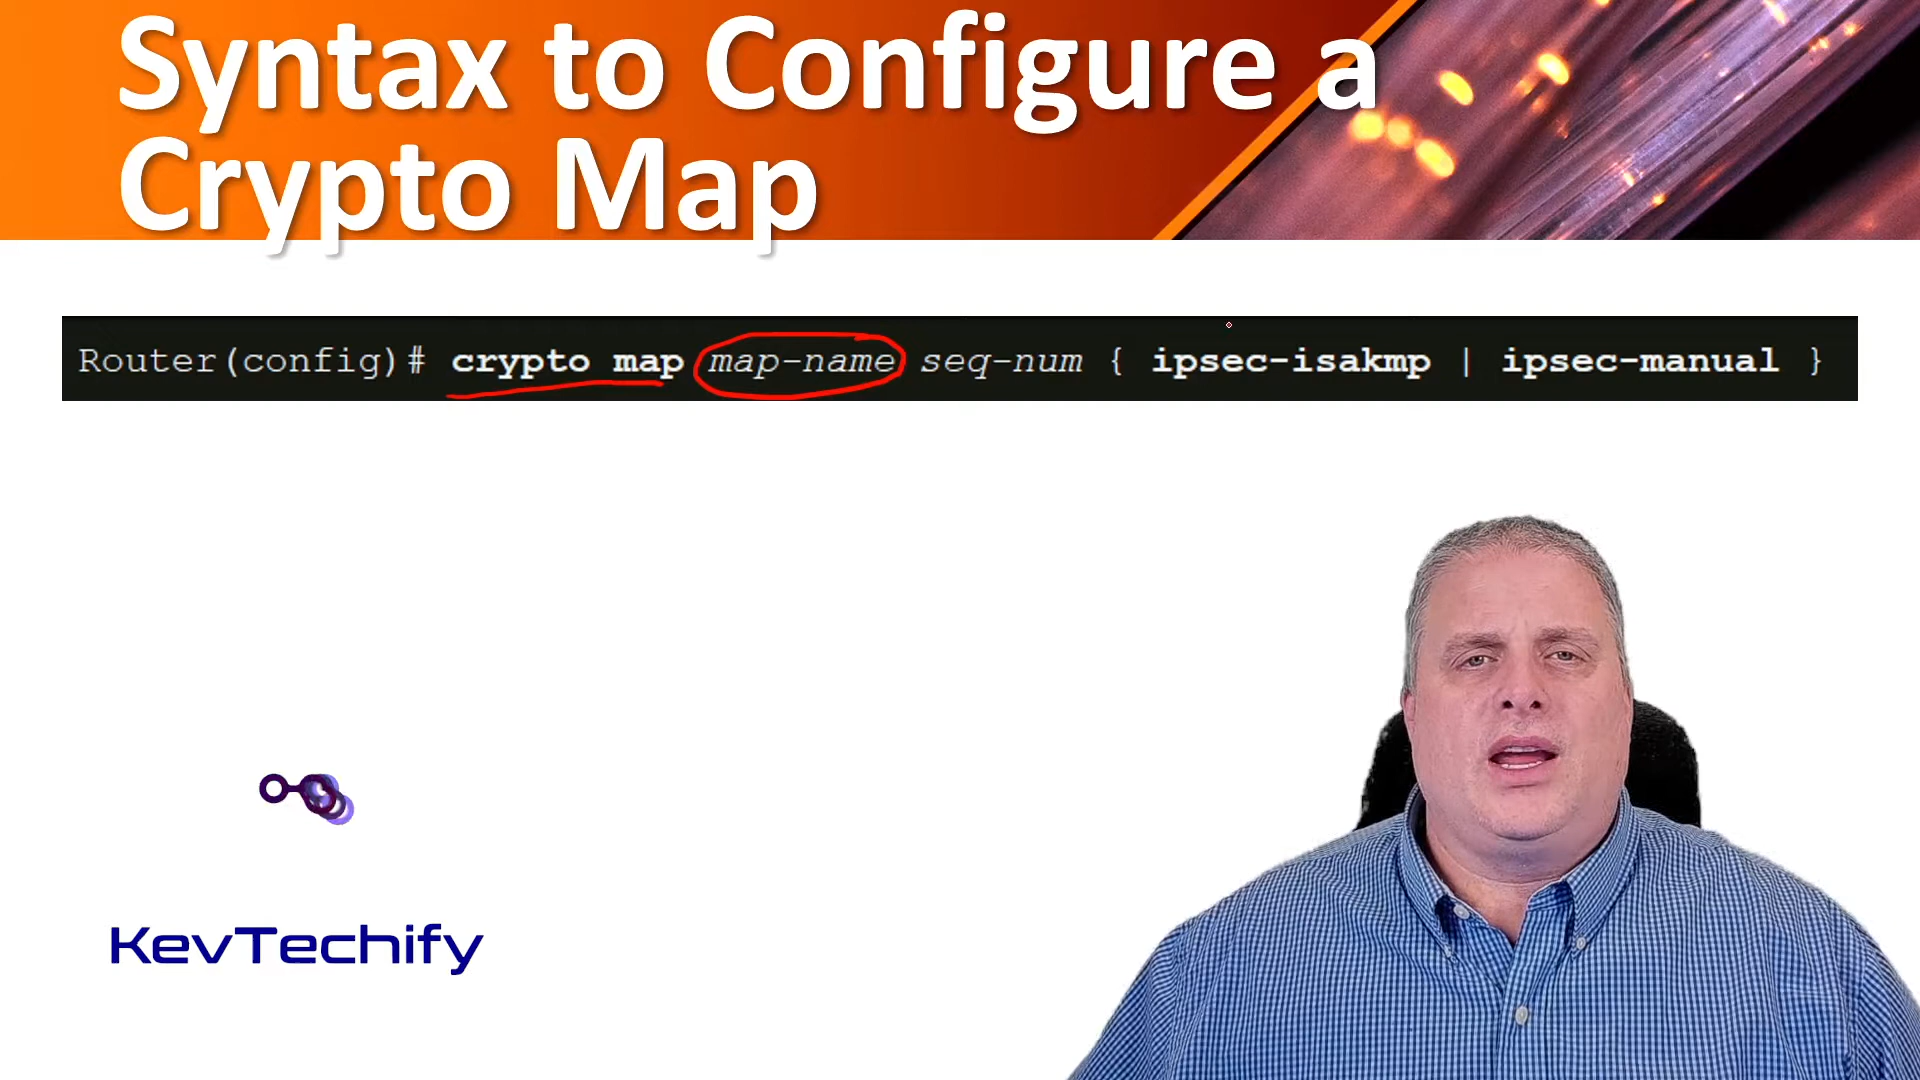 Syntax to Configure a
Crypto Map
Router(config)# crypto map map-name seq-num { ipsec-isakmp | ipsec-manual }
KevTechify